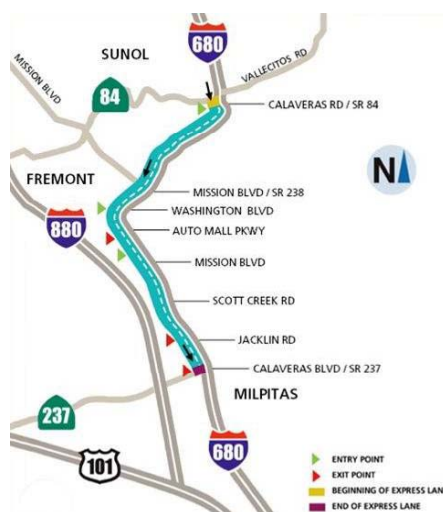 SUNOL
680
MISSION BLVD
VALLECITOS RD
84
CALAVERAS RD / SR 84
N
FREMONT
MISSION BLVD / SR 238
WASHINGTON BLVD
880
AUTO MALL PKWY
MISSION BLVD
SCOTT CREEK RD
JACKLIN RD
CALAVERAS BLVD / SR 237
MILPITAS
237
101
680
ENTRY POINT
EXIT POINT
BEGINNING OF EXPRESS LAN
END OF EXPRESS LANE